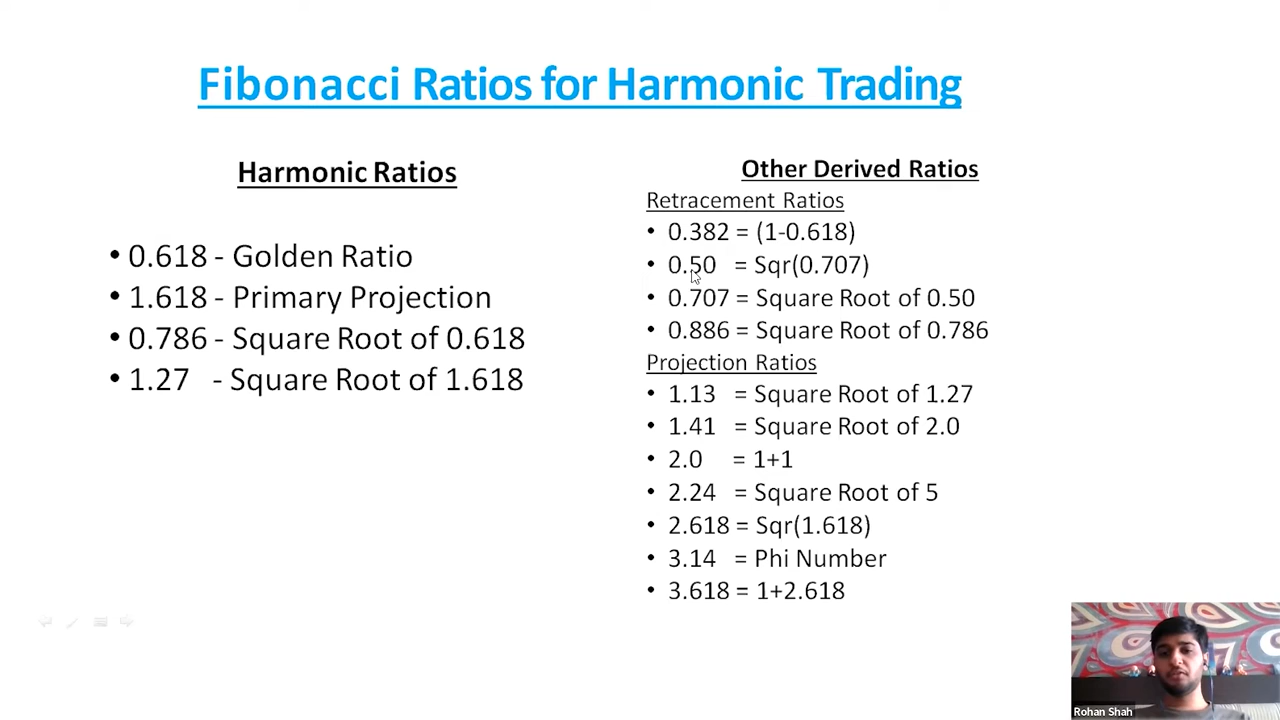 Fibonacci Ratios for Harmonic Trading
Harmonic Ratios
• 0.618 - Golden Ratio
• 1.618 - Primary Projection
• 0.786 - Square Root of 0.618
• 1.27 - Square Root of 1.618
Other Derived Ratios
Retracement Ratios
• 0.382 = (1-0.618)
• 0.50 = Sqr(0.707)
• 0.707 = Square Root of 0.50
• 0.886 = Square Root of 0.786
Projection Ratios
• 1.13 = Square Root of 1.27
• 1.41 = Square Root of 2.0
• 2.0 = 1+1
• 2.24 = Square Root of 5
• 2.618 = Sqr(1.618)
• 3.14 = Phi Number
• 3.618 = 1+2.618
Rohan Shah